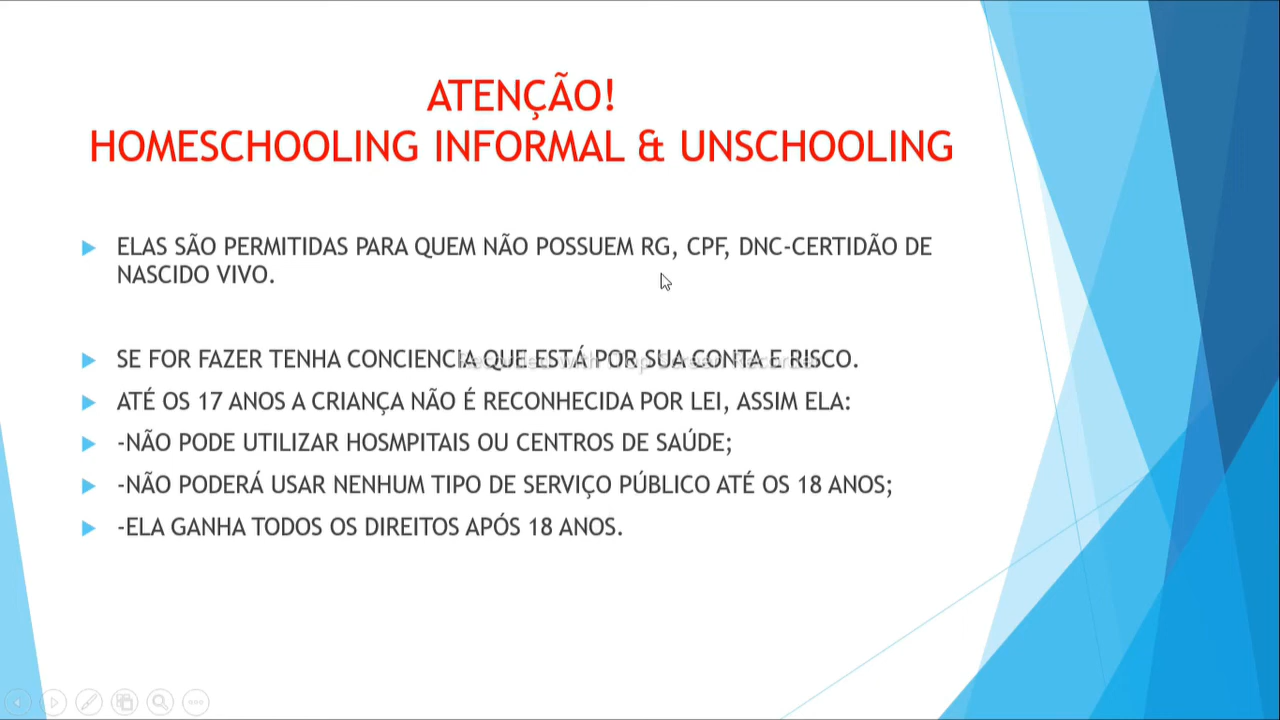 ATENÇÃO!
HOMESCHOOLING INFORMAL & UNSCHOOLING
ELAS SÃO PERMITIDAS PARA QUEM NÃO POSSUEM RG, CPF, DNC-CERTIDÃO DE
NASCIDO VIVO.
SE FOR FAZER TENHA CONCIENCIA QUE ESTÁ POR SUA CONTA E RISCO.
ATÉ OS 17 ANOS A CRIANÇA NÃO É RECONHECIDA POR LEI, ASSIM ELA:
-NÃO PODE UTILIZAR HOSMPITAIS OU CENTROS DE SAÚDE;
-NÃO PODERÁ USAR NENHUM TIPO DE SERVIÇO PÚBLICO ATÉ OS 18 ANOS;
-ELA GANHA TODOS OS DIREITOS APÓS 18 ANOS.